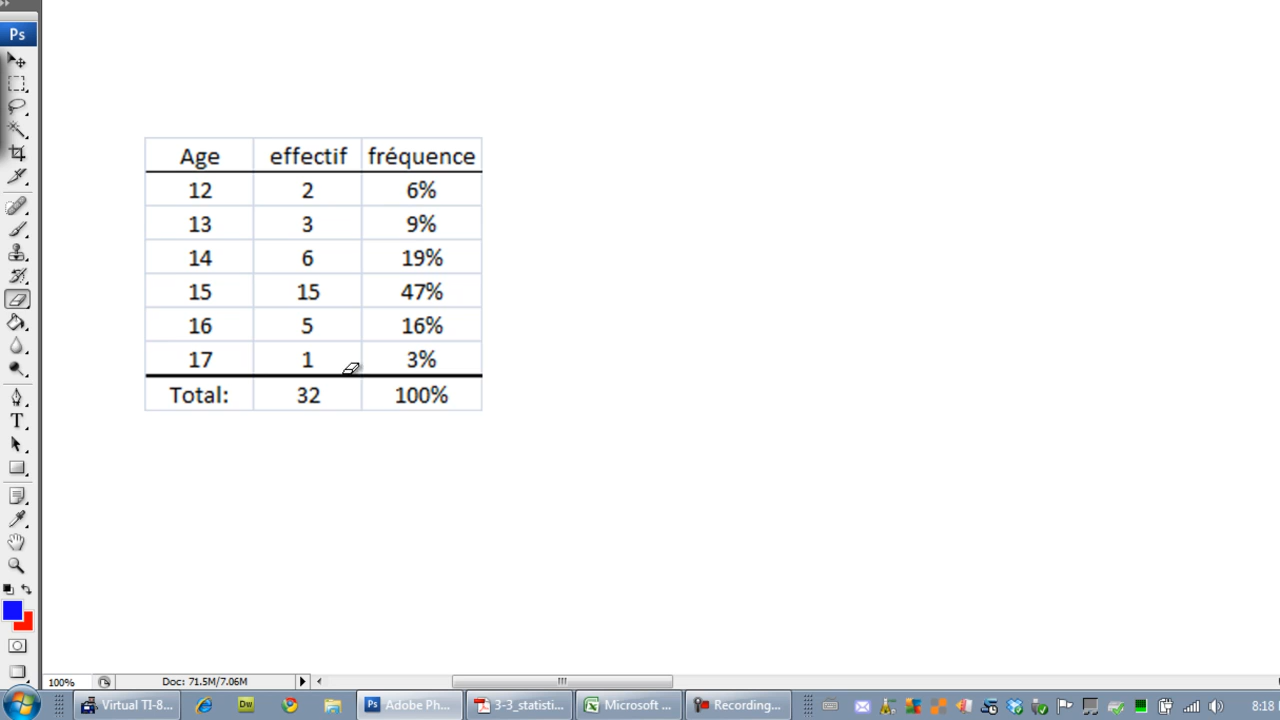 Ps
Age effectif fréquence
12 2 6%
13 3 9%
14 6 19%
15 15 47%
16 5 16%
17 1 3%
Total: 32 100%
T
100% Doc: 71.5M/7.06M
Virtual TI-8... Dw Ps Adobe Ph... 3-3_statisti... Microsoft ... Recording... 8:18